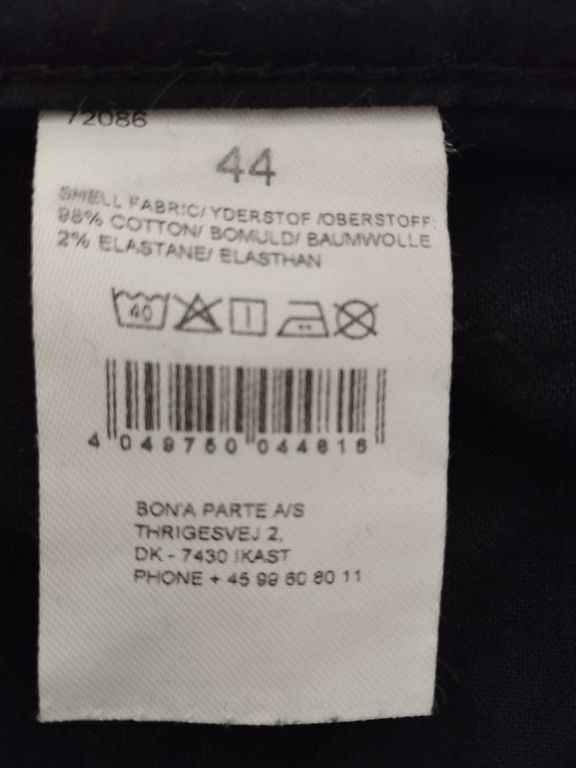 72086
44
SHELL FABRIC/ YDERSTOF /OBERSTOFF:
98% COTTON/ BOMULD/ BAUMWOLLE
2% ELASTANE/ ELASTHAN
40
4 049750 044616
BON'A PARTE A/S
THRIGESVEJ 2,
DK - 7430 IKAST
PHONE + 45 99 60 80 11